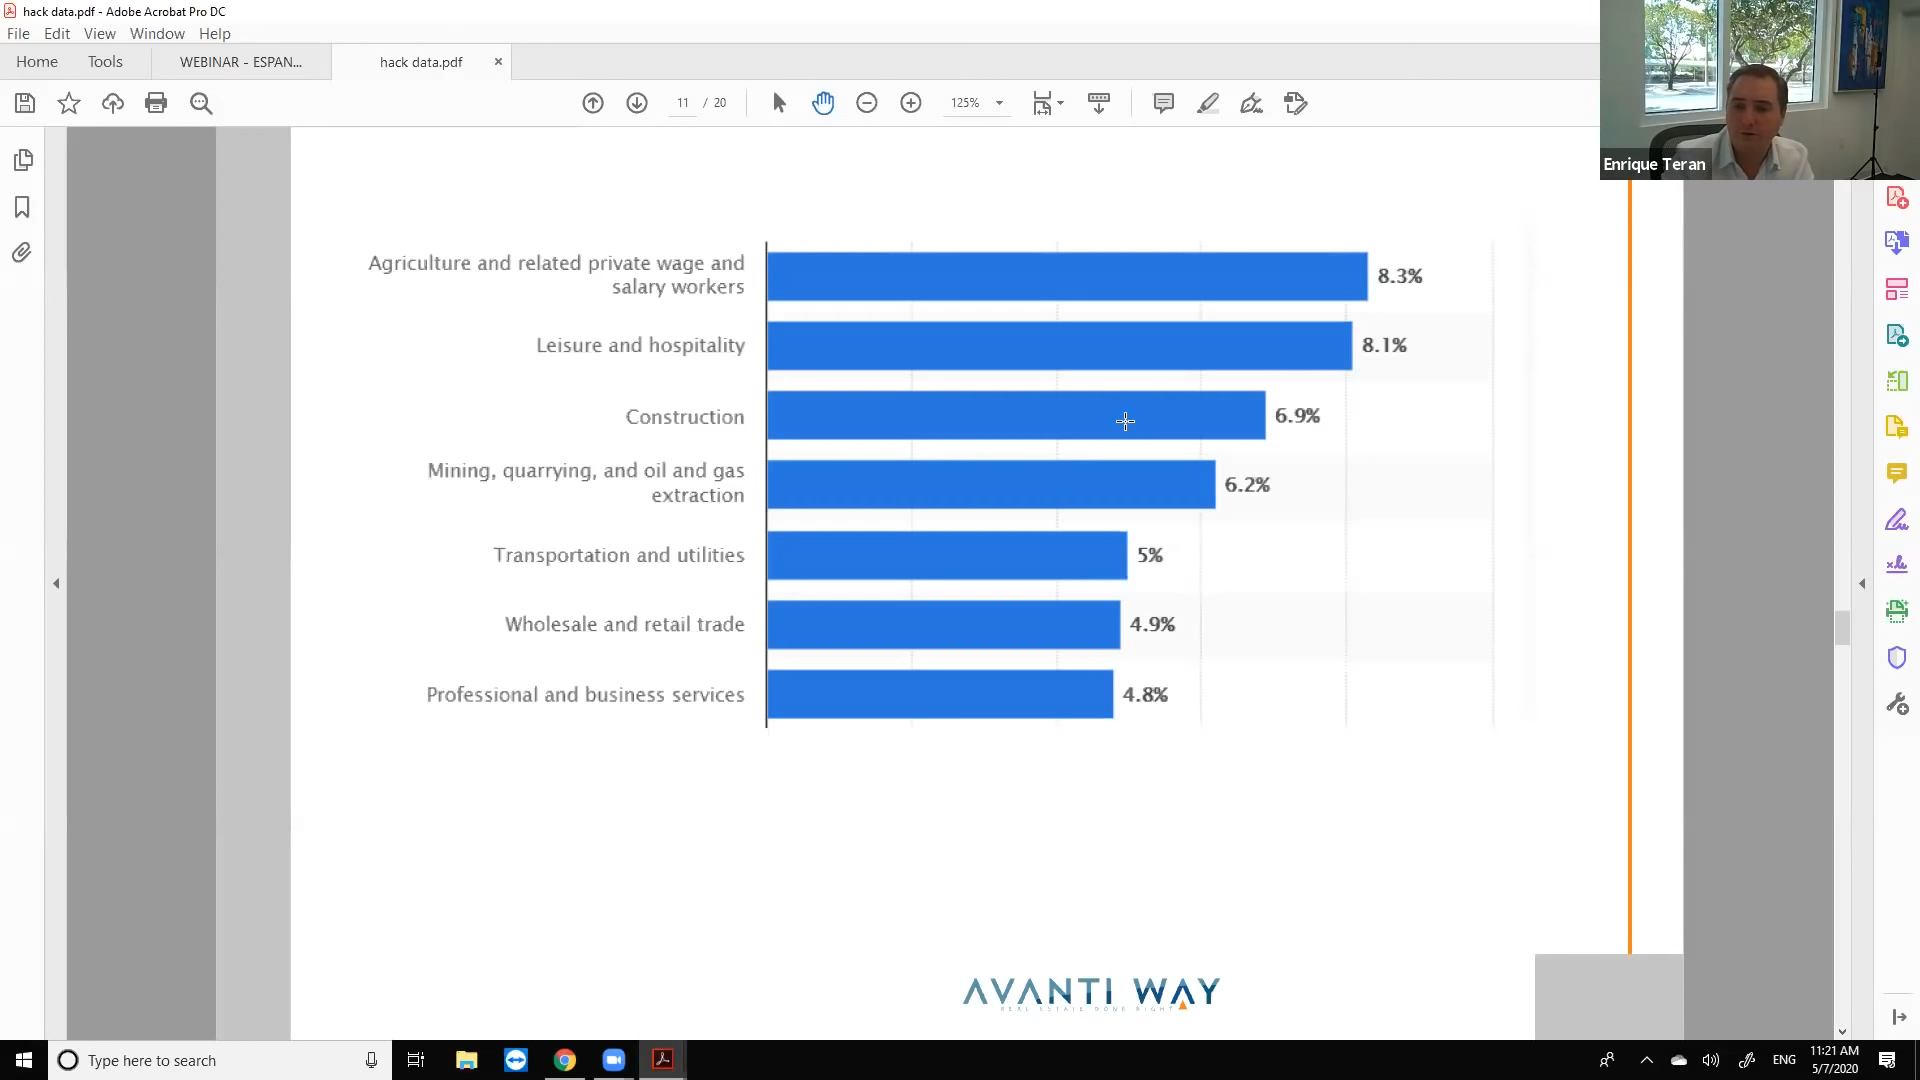 hack data.pdf - Adobe Acrobat Pro DC
File Edit View Window Help
Home Tools WEBINAR - ESPAN... hack data.pdf ×
11 / 20 125%
Enrique Teran
Agriculture and related private wage and
salary workers
8.3%
Leisure and hospitality
8.1%
Construction
6.9%
Mining, quarrying, and oil and gas
extraction
6.2%
Transportation and utilities
5%
Wholesale and retail trade
4.9%
Professional and business services
4.8%
AVANTI WAY
REAL ESTATE DONE RIGHT
Type here to search
ENG
11:21 AM
5/7/2020